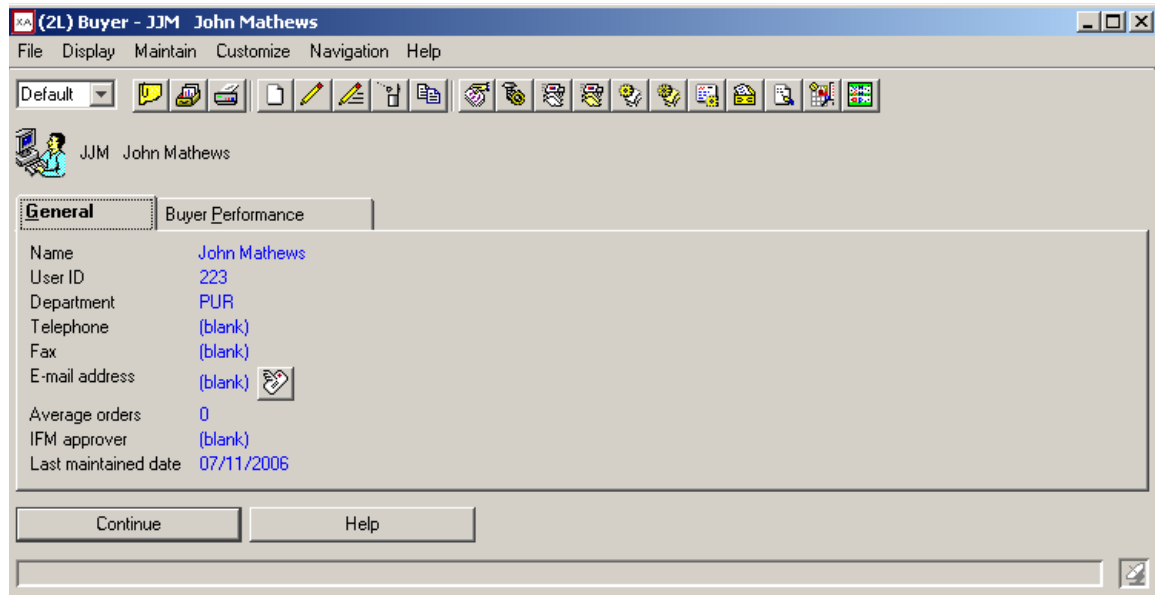 XA (2L) Buyer - JJM John Mathews
File Display Maintain Customize Navigation Help
Default
JJM John Mathews
General Buyer Performance
Name John Mathews
User ID 223
Department PUR
Telephone (blank)
Fax (blank)
E-mail address (blank)
Average orders 0
IFM approver (blank)
Last maintained date 07/11/2006
Continue Help